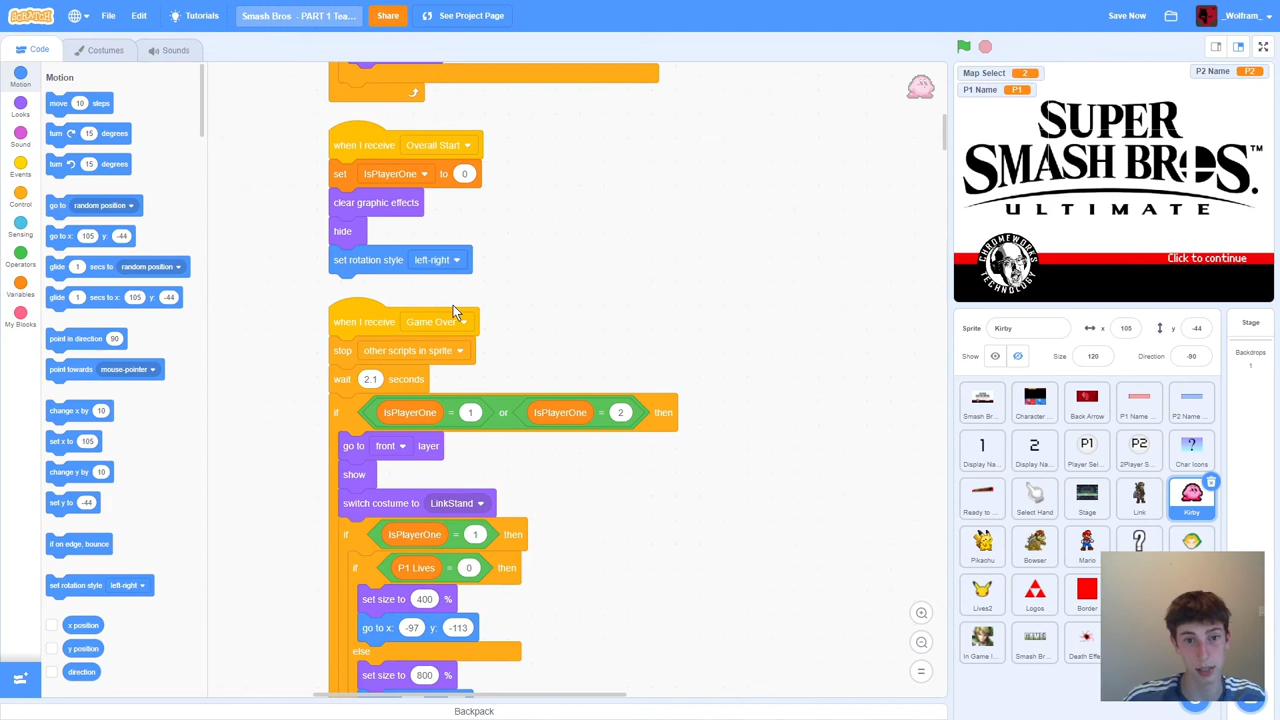 SCRATCH
File
Edit
Tutorials
Smash Bros - PART 1 Tea...
Share
See Project Page
Save Now
_Wolfram_
Code
Costumes
Sounds
Motion
Looks
Sound
Events
Control
Sensing
Operators
Variables
My Blocks
Motion
move 10 steps
turn 15 degrees
turn 15 degrees
go to random position
go to x: 105 y: -44
glide 1 secs to random position
glide 1 secs to x: 105 y: -44
point in direction 90
point towards mouse-pointer
change x by 10
set x to 105
change y by 10
set y to -44
if on edge, bounce
set rotation style left-right
x position
y position
direction
when I receive Overall Start
set IsPlayerOne to 0
clear graphic effects
hide
set rotation style left-right
when I receive Game Over
stop other scripts in sprite
wait 2.1 seconds
if IsPlayerOne = 1 or IsPlayerOne = 2 then
go to front layer
show
switch costume to LinkStand
if IsPlayerOne = 1 then
if P1 Lives = 0 then
set size to 400 %
go to x: -97 y: -113
else
set size to 800 %
Backpack
Map Select 2
P2 Name P2
P1 Name P1
SUPER
SMASH BROS.™
ULTIMATE
CHROMEWORKS
TECHNOLOGY
Click to continue
Sprite Kirby x 105 y -44
Show Size 120 Direction -90
Stage
Backdrops
1
Smash Br...
Character ...
Back Arrow
P1 Name ...
P2 Name ...
1
2
P1
P2
?
Display Na...
Display Na...
Player Sel...
2Player S...
Char Icons
Ready to ...
Select Hand
Stage
Link
Kirby
Pikachu
Bowser
Mario
?
Lives2
Logos
Border
In Game I...
Smash Br...
Death Effe...